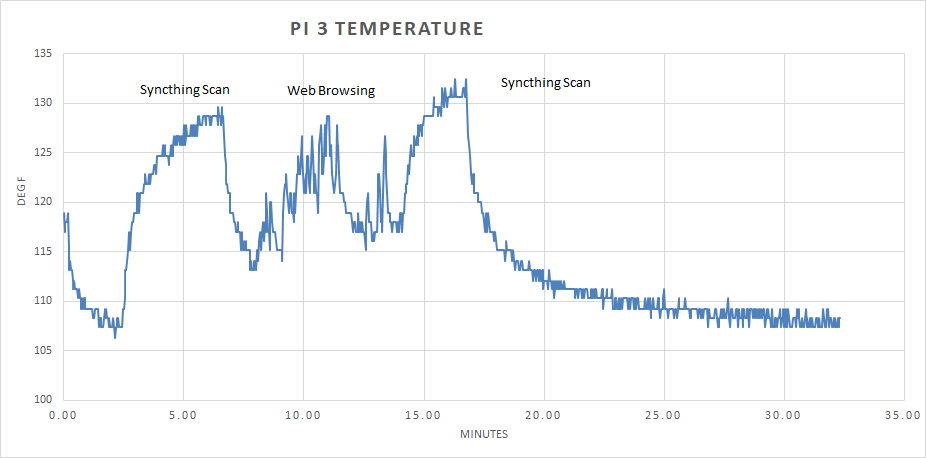 PI 3 TEMPERATURE
135
130
125
120
115
110
105
100
DEG F
Syncthing Scan
Web Browsing
Syncthing Scan
0.00 5.00 10.00 15.00 20.00 25.00 30.00 35.00
MINUTES